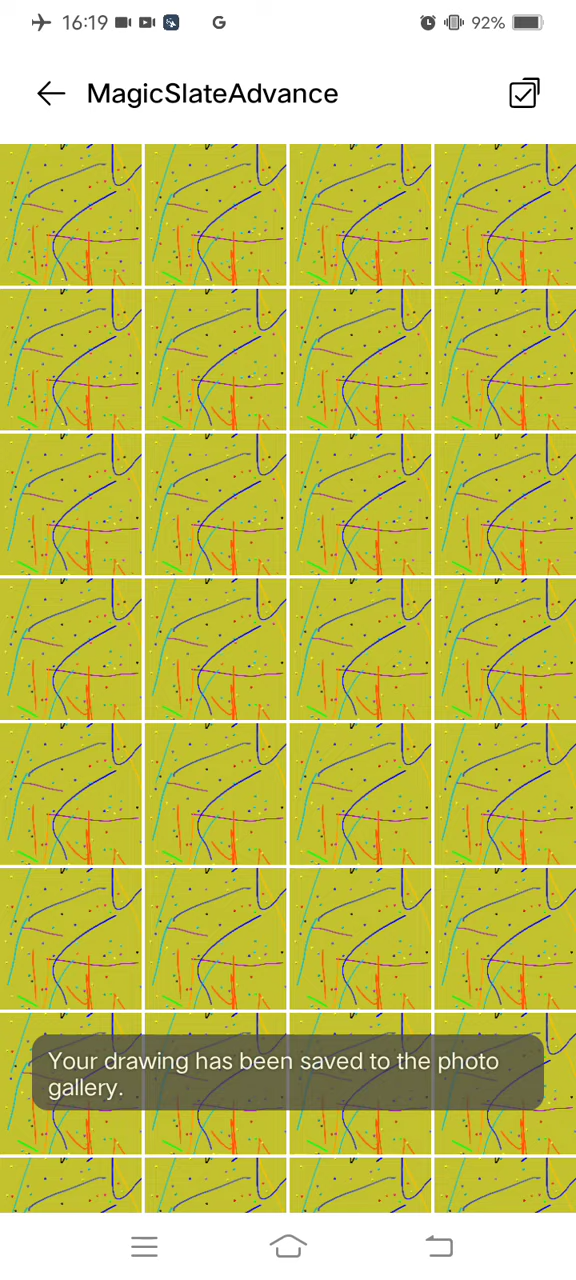 16:19
G
92%
MagicSlateAdvance
Your drawing has been saved to the photo
gallery.